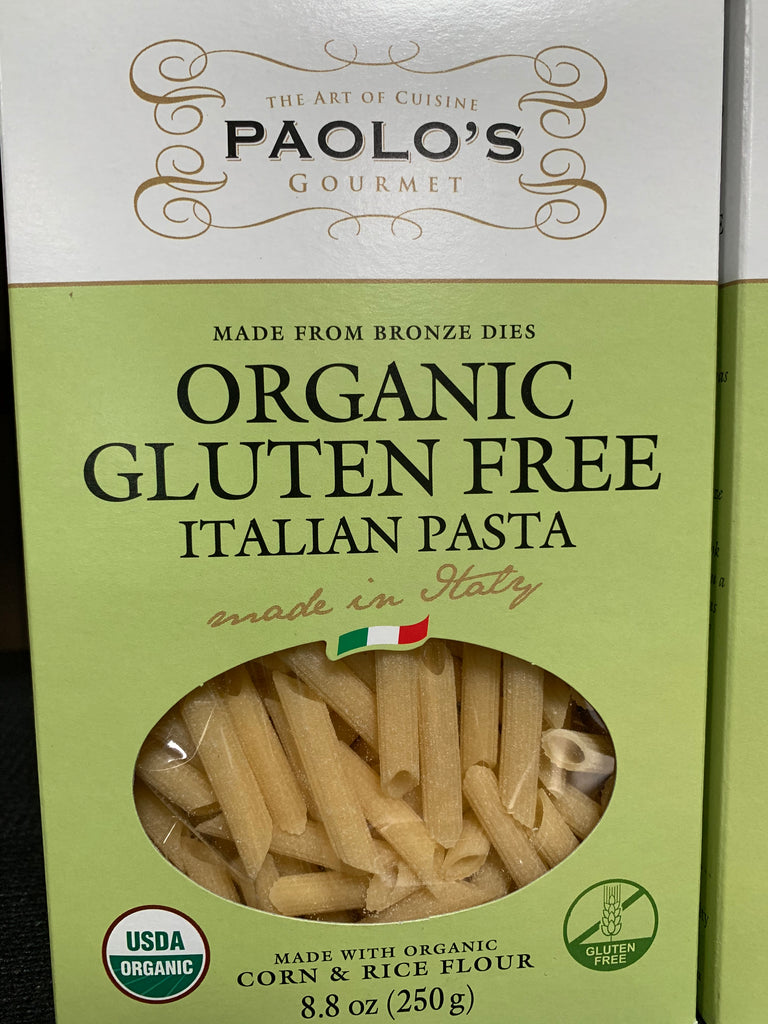 THE ART OF CUISINE
PAOLO'S
GOURMET
MADE FROM BRONZE DIES
ORGANIC
GLUTEN FREE
ITALIAN PASTA
made in Italy
USDA
ORGANIC
MADE WITH ORGANIC
CORN & RICE FLOUR
8.8 oz (250 g)
GLUTEN
FREE